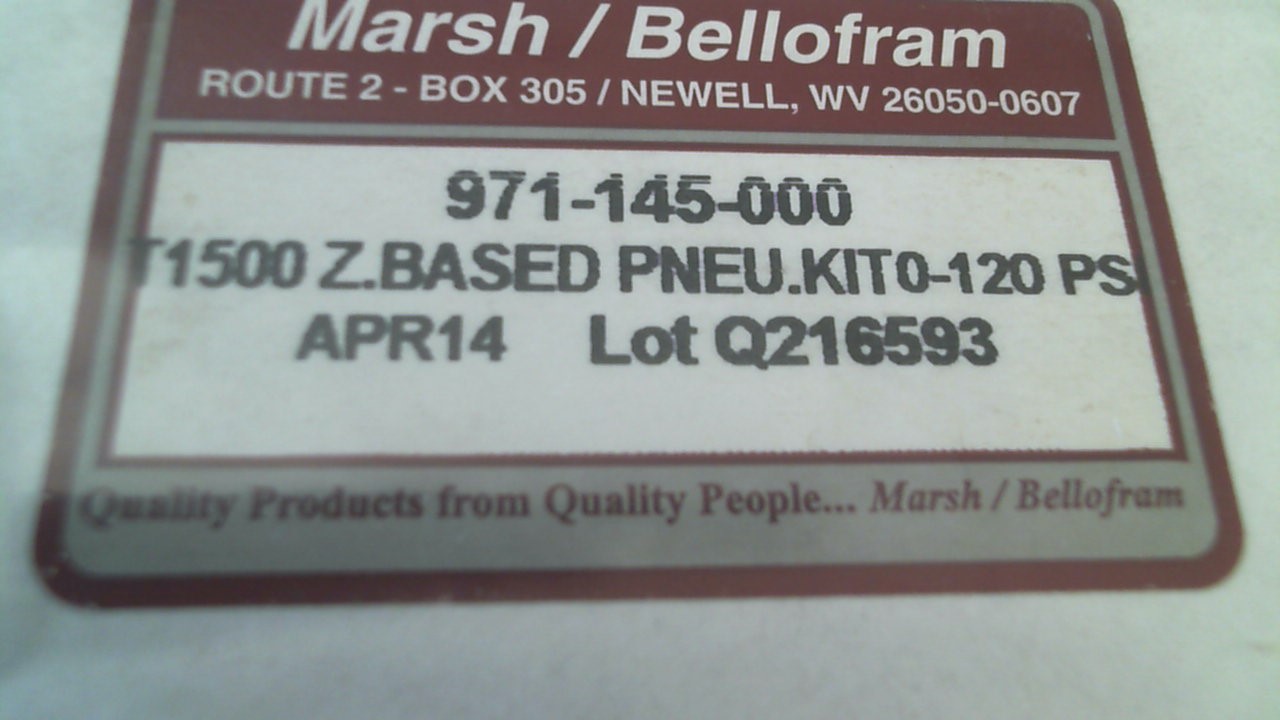 Marsh / Bellofram
ROUTE 2 - BOX 305 / NEWELL, WV 26050-0607
971-145-000
T1500 Z.BASED PNEU.KIT0-120 PS
APR14 Lot Q216593
Quality Products from Quality People... Marsh / Bellofram